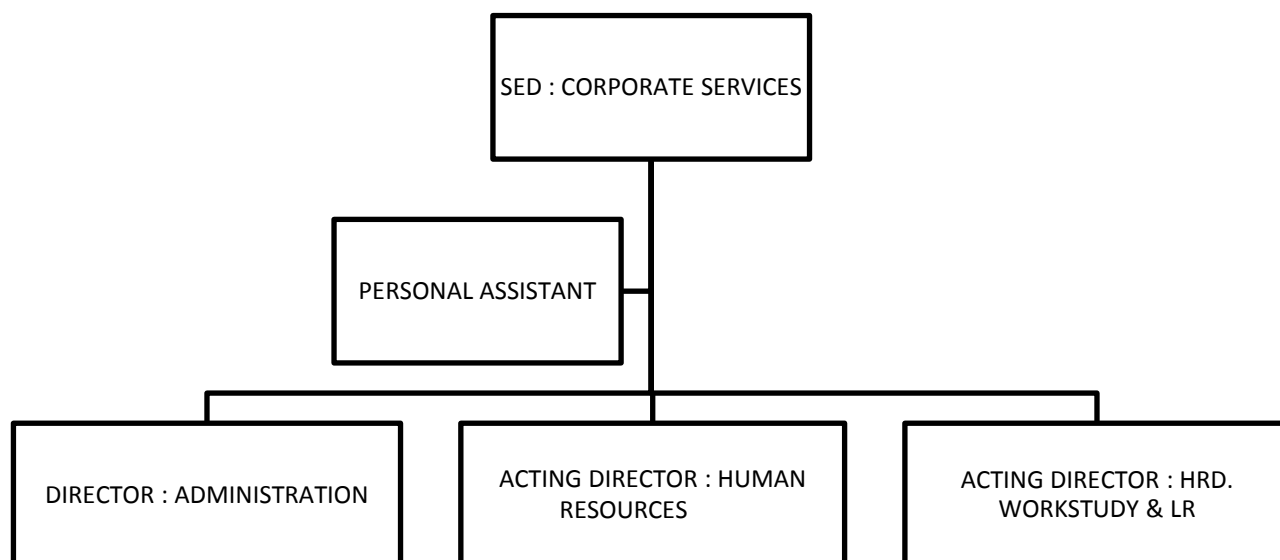 SED : CORPORATE SERVICES
PERSONAL ASSISTANT
DIRECTOR : ADMINISTRATION
ACTING DIRECTOR : HUMAN
RESOURCES
ACTING DIRECTOR : HRD.
WORKSTUDY & LR